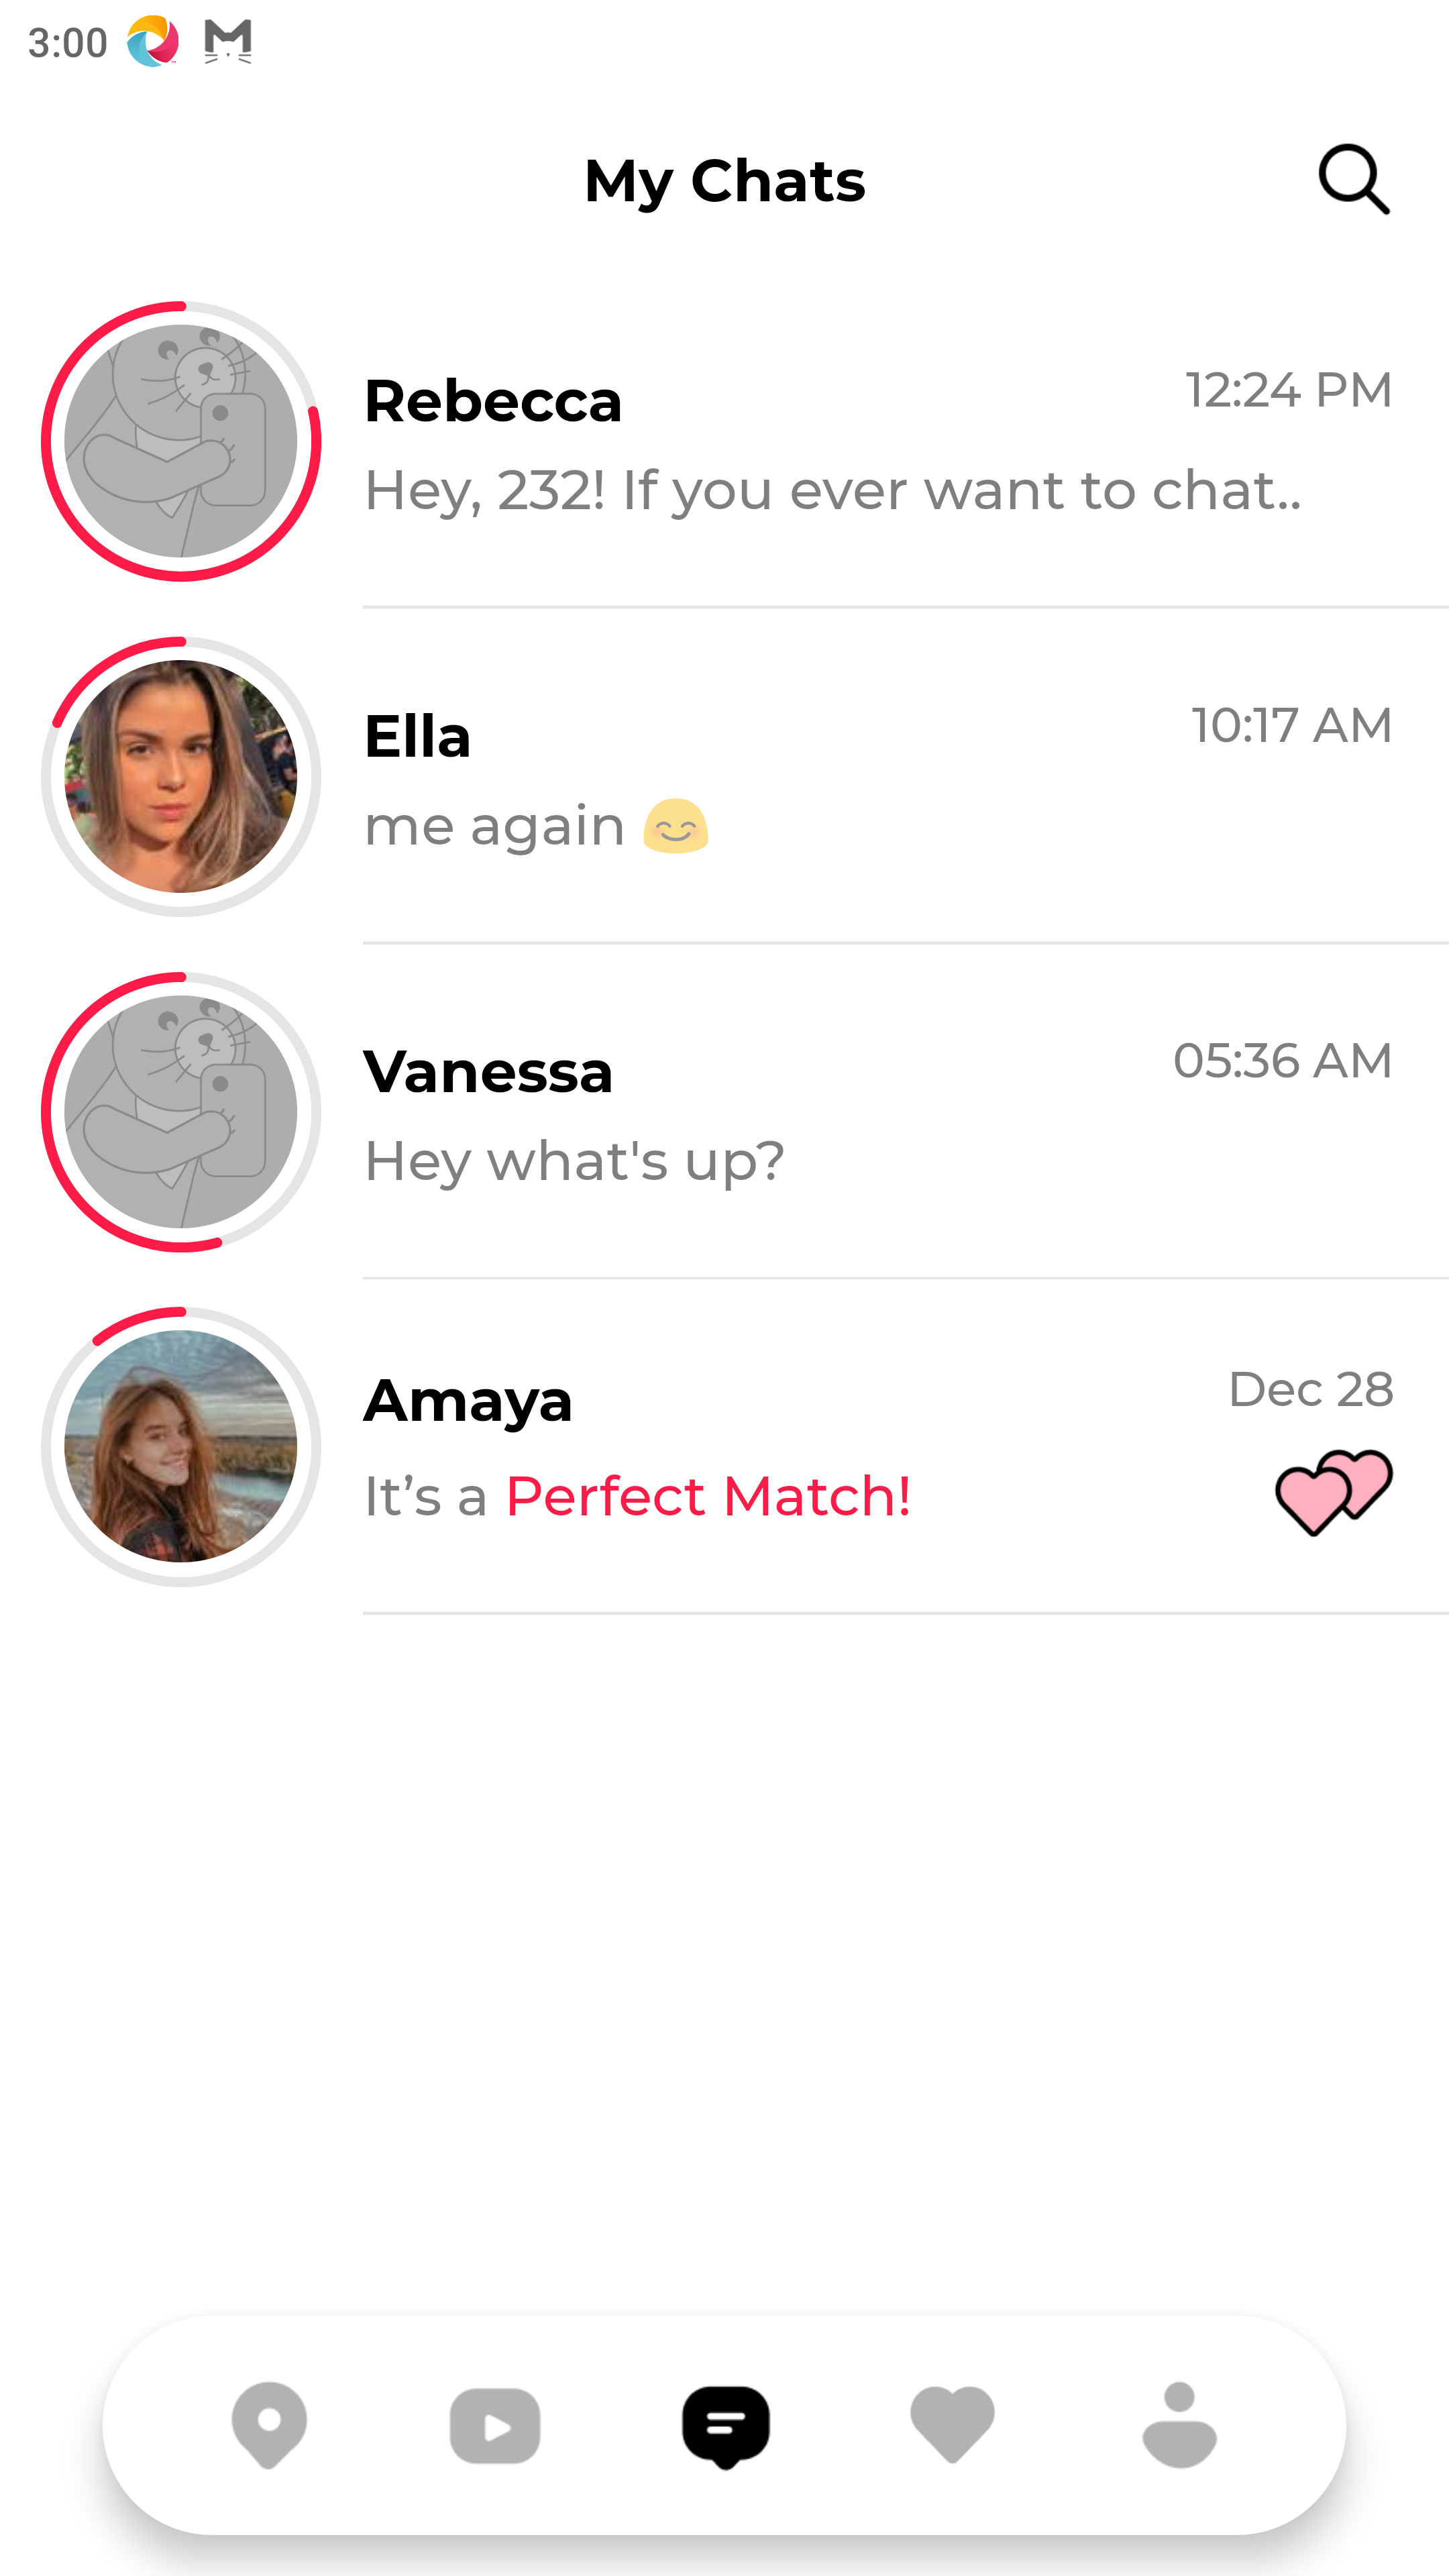 3:00
My Chats
Rebecca
12:24 PM
Hey, 232! If you ever want to chat..
Ella
10:17 AM
me again 😊
Vanessa
05:36 AM
Hey what's up?
Amaya
Dec 28
It’s a Perfect Match!